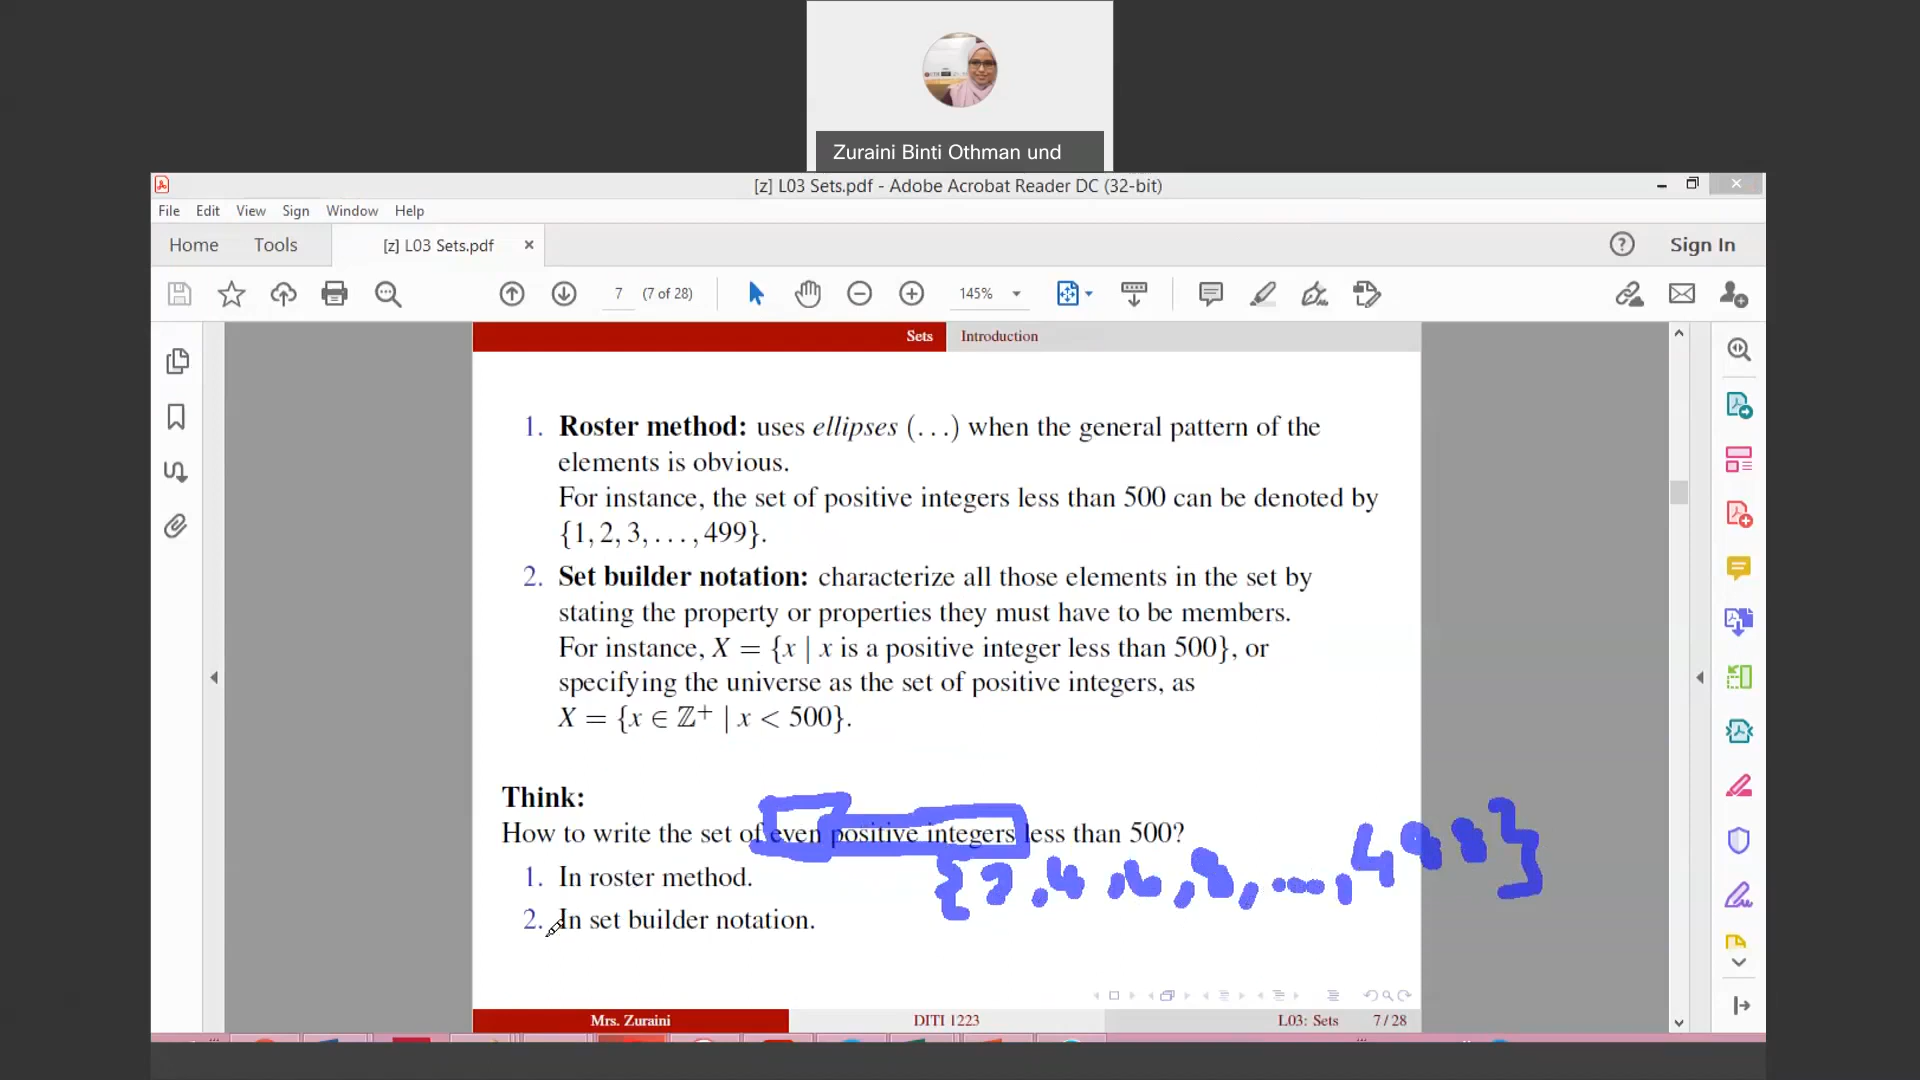 Zuraini Binti Othman und
[z] L03 Sets.pdf - Adobe Acrobat Reader DC (32-bit)
File Edit View Sign Window Help
Home Tools [z] L03 Sets.pdf × Sign In
7 (7 of 28) 145%
Sets Introduction
1. Roster method: uses ellipses (. . .) when the general pattern of the
elements is obvious.
For instance, the set of positive integers less than 500 can be denoted by
{1, 2, 3, . . . , 499}.
2. Set builder notation: characterize all those elements in the set by
stating the property or properties they must have to be members.
For instance, X = {x | x is a positive integer less than 500}, or
specifying the universe as the set of positive integers, as
X = {x ∈ ℤ⁺ | x < 500}.
Think:
How to write the set of even positive integers less than 500?
1. In roster method.
{2, 4, 6, 8, ..., 498}
2. In set builder notation.
Mrs. Zuraini DITI 1223 L03: Sets 7 / 28